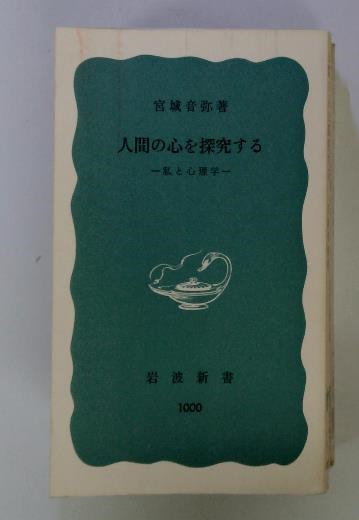 宮城音弥著
人間の心を探究する
―私と心理学―
岩波新書
1000